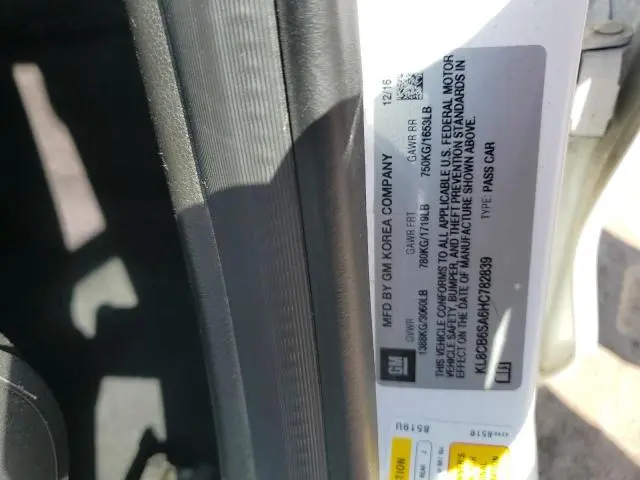 MFD BY GM KOREA COMPANY 12/16
GVWR GAWR FRT GAWR RR
1388KG/3060LB 780KG/1719LB 750KG/1653LB
THIS VEHICLE CONFORMS TO ALL APPLICABLE U.S. FEDERAL MOTOR
VEHICLE SAFETY, BUMPER, AND THEFT PREVENTION STANDARDS IN
EFFECT ON THE DATE OF MANUFACTURE SHOWN ABOVE.
KL8CB6SA6HC782839 TYPE: PASS CAR
GM
8519U